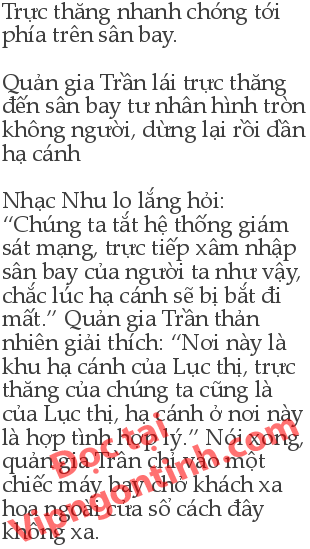 Trực thăng nhanh chóng tới
phía trên sân bay.
Quản gia Trần lái trực thăng
đến sân bay tư nhân hình tròn
không người, dừng lại rồi dần
hạ cánh
Nhạc Nhu lo lắng hỏi:
“Chúng ta tắt hệ thống giám
sát mạng, trực tiếp xâm nhập
sân bay của người ta như vậy,
chắc lúc hạ cánh sẽ bị bắt đi
mất.” Quản gia Trần thản
nhiên giải thích: “Nơi này là
khu hạ cánh của Lục thị, trực
thăng của chúng ta cũng là
của Lục thị, hạ cánh ở nơi này
là hợp tình hợp lý.” Nói xong,
quản gia Trần chỉ vào một
chiếc máy bay chở khách xa
hoa ngoài cửa sổ cách đây
không xa.
Đọc tại
Vipngontinh.com